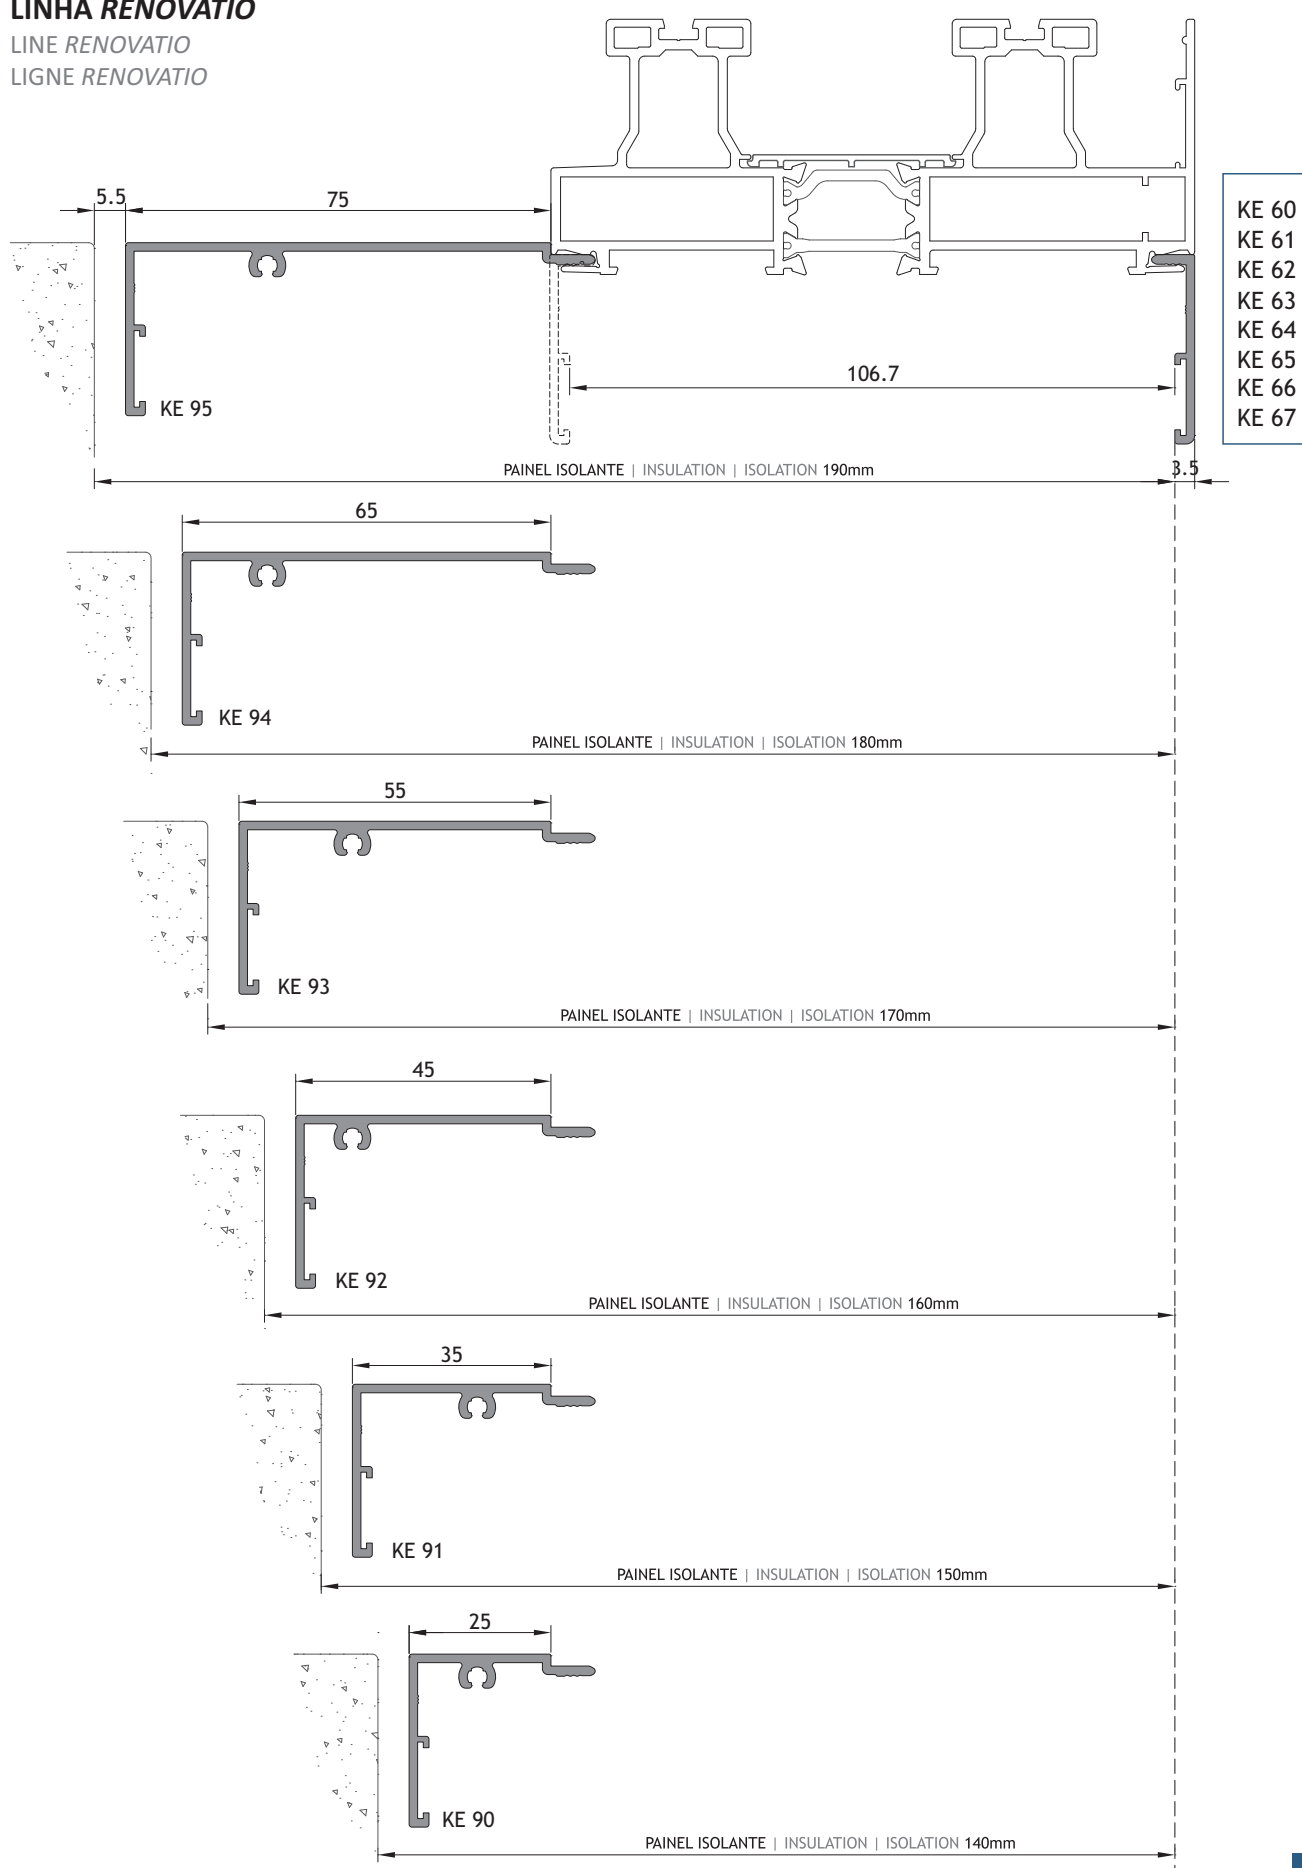 LINHA RENOVATIO
LINE RENOVATIO
LIGNE RENOVATIO
5.5
75
KE 60
KE 61
KE 62
KE 63
KE 64
KE 65
KE 66
KE 67
106.7
KE 95
PAINEL ISOLANTE | INSULATION | ISOLATION 190mm
3.5
65
KE 94
PAINEL ISOLANTE | INSULATION | ISOLATION 180mm
55
KE 93
PAINEL ISOLANTE | INSULATION | ISOLATION 170mm
45
KE 92
PAINEL ISOLANTE | INSULATION | ISOLATION 160mm
35
KE 91
PAINEL ISOLANTE | INSULATION | ISOLATION 150mm
25
KE 90
PAINEL ISOLANTE | INSULATION | ISOLATION 140mm